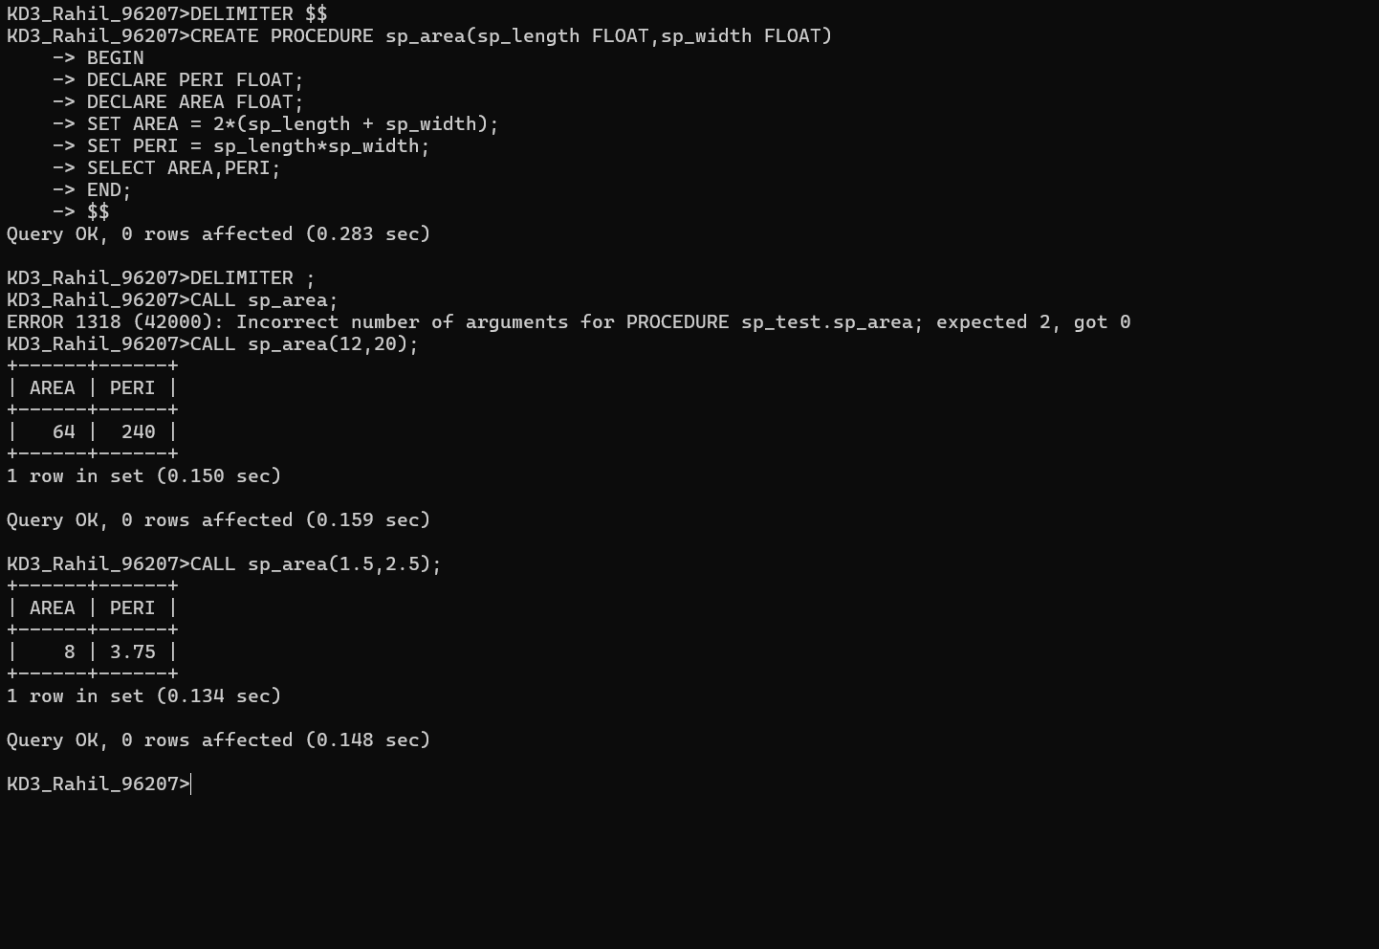 KD3_Rahil_96207>DELIMITER $$
KD3_Rahil_96207>CREATE PROCEDURE sp_area(sp_length FLOAT,sp_width FLOAT)
    -> BEGIN
    -> DECLARE PERI FLOAT;
    -> DECLARE AREA FLOAT;
    -> SET AREA = 2*(sp_length + sp_width);
    -> SET PERI = sp_length*sp_width;
    -> SELECT AREA,PERI;
    -> END;
    -> $$
Query OK, 0 rows affected (0.283 sec)

KD3_Rahil_96207>DELIMITER ;
KD3_Rahil_96207>CALL sp_area;
ERROR 1318 (42000): Incorrect number of arguments for PROCEDURE sp_test.sp_area; expected 2, got 0
KD3_Rahil_96207>CALL sp_area(12,20);
+------+------+
| AREA | PERI |
+------+------+
|   64 |  240 |
+------+------+
1 row in set (0.150 sec)

Query OK, 0 rows affected (0.159 sec)

KD3_Rahil_96207>CALL sp_area(1.5,2.5);
+------+------+
| AREA | PERI |
+------+------+
|    8 | 3.75 |
+------+------+
1 row in set (0.134 sec)

Query OK, 0 rows affected (0.148 sec)

KD3_Rahil_96207>